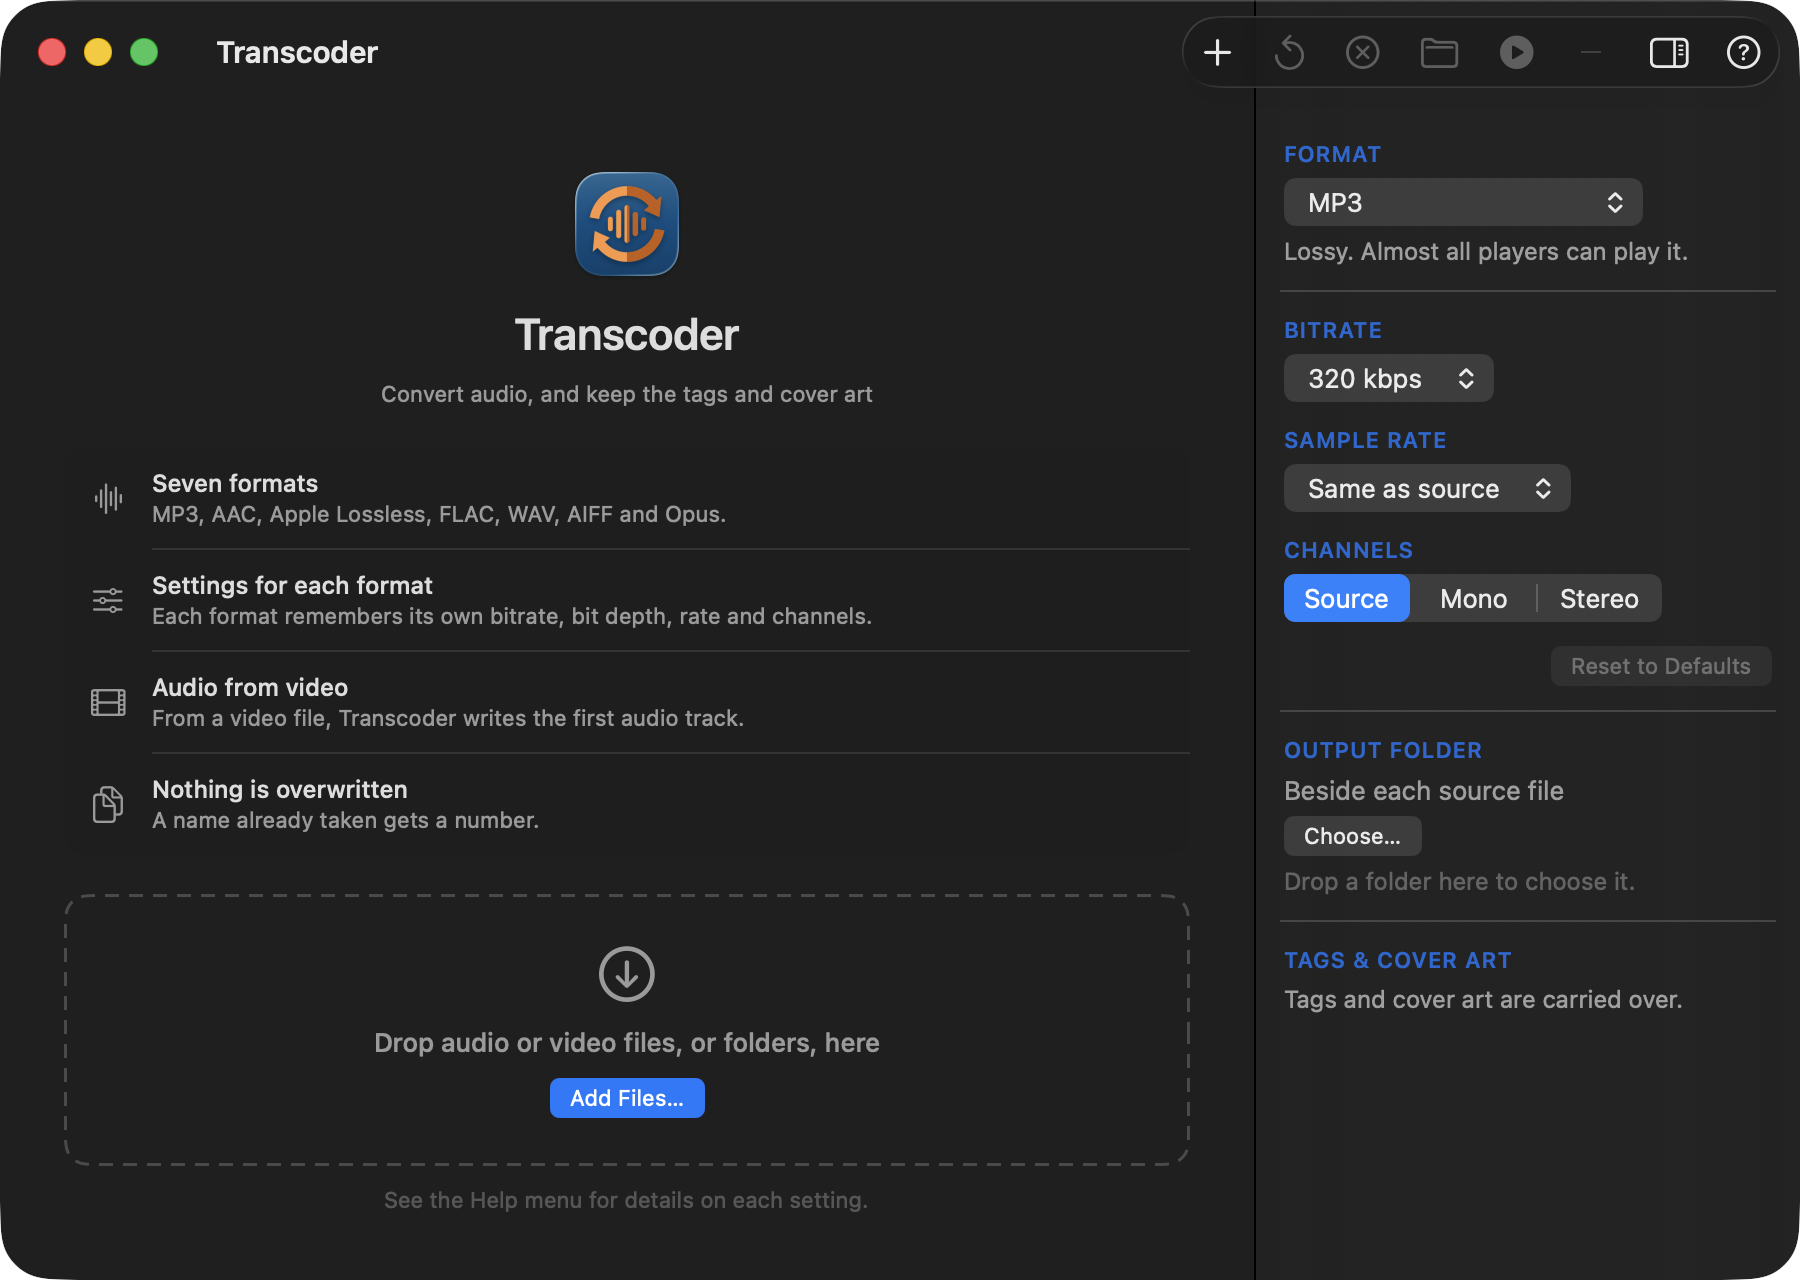 Transcoder
Transcoder
Convert audio, and keep the tags and cover art
Seven formats
MP3, AAC, Apple Lossless, FLAC, WAV, AIFF and Opus.
Settings for each format
Each format remembers its own bitrate, bit depth, rate and channels.
Audio from video
From a video file, Transcoder writes the first audio track.
Nothing is overwritten
A name already taken gets a number.
Drop audio or video files, or folders, here
Add Files...
See the Help menu for details on each setting.
FORMAT
MP3
Lossy. Almost all players can play it.
BITRATE
320 kbps
SAMPLE RATE
Same as source
CHANNELS
Source Mono Stereo
Reset to Defaults
OUTPUT FOLDER
Beside each source file
Choose...
Drop a folder here to choose it.
TAGS & COVER ART
Tags and cover art are carried over.